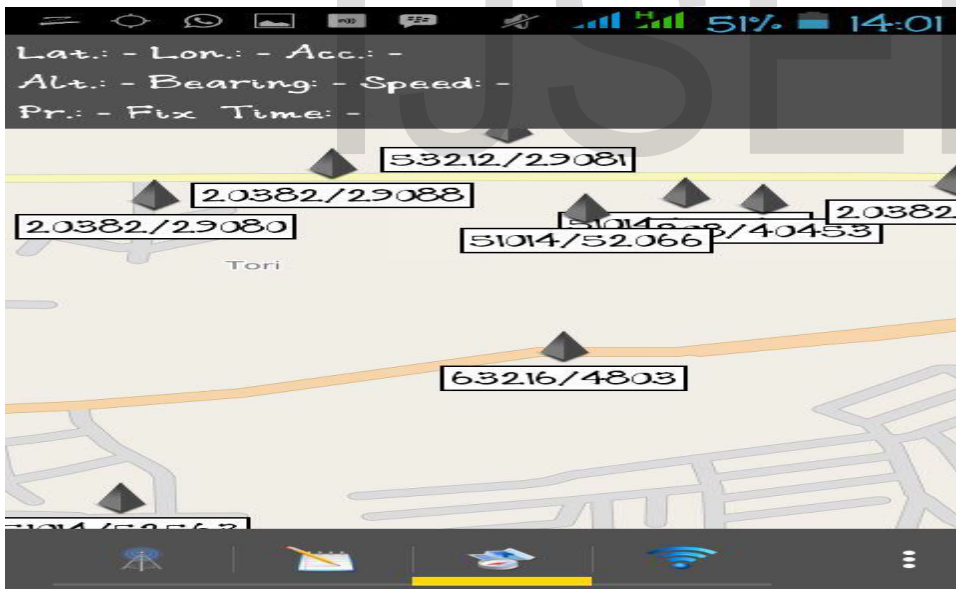 51% 14:01
Lat.: - Lon.: - Acc.: -
Alt.: - Bearing: - Speed: -
Pr.: - Fix Time: -
53212/29081
20382/29088
20382/29080
20382
51014
/40453
51014/52066
Tori
63216/4803